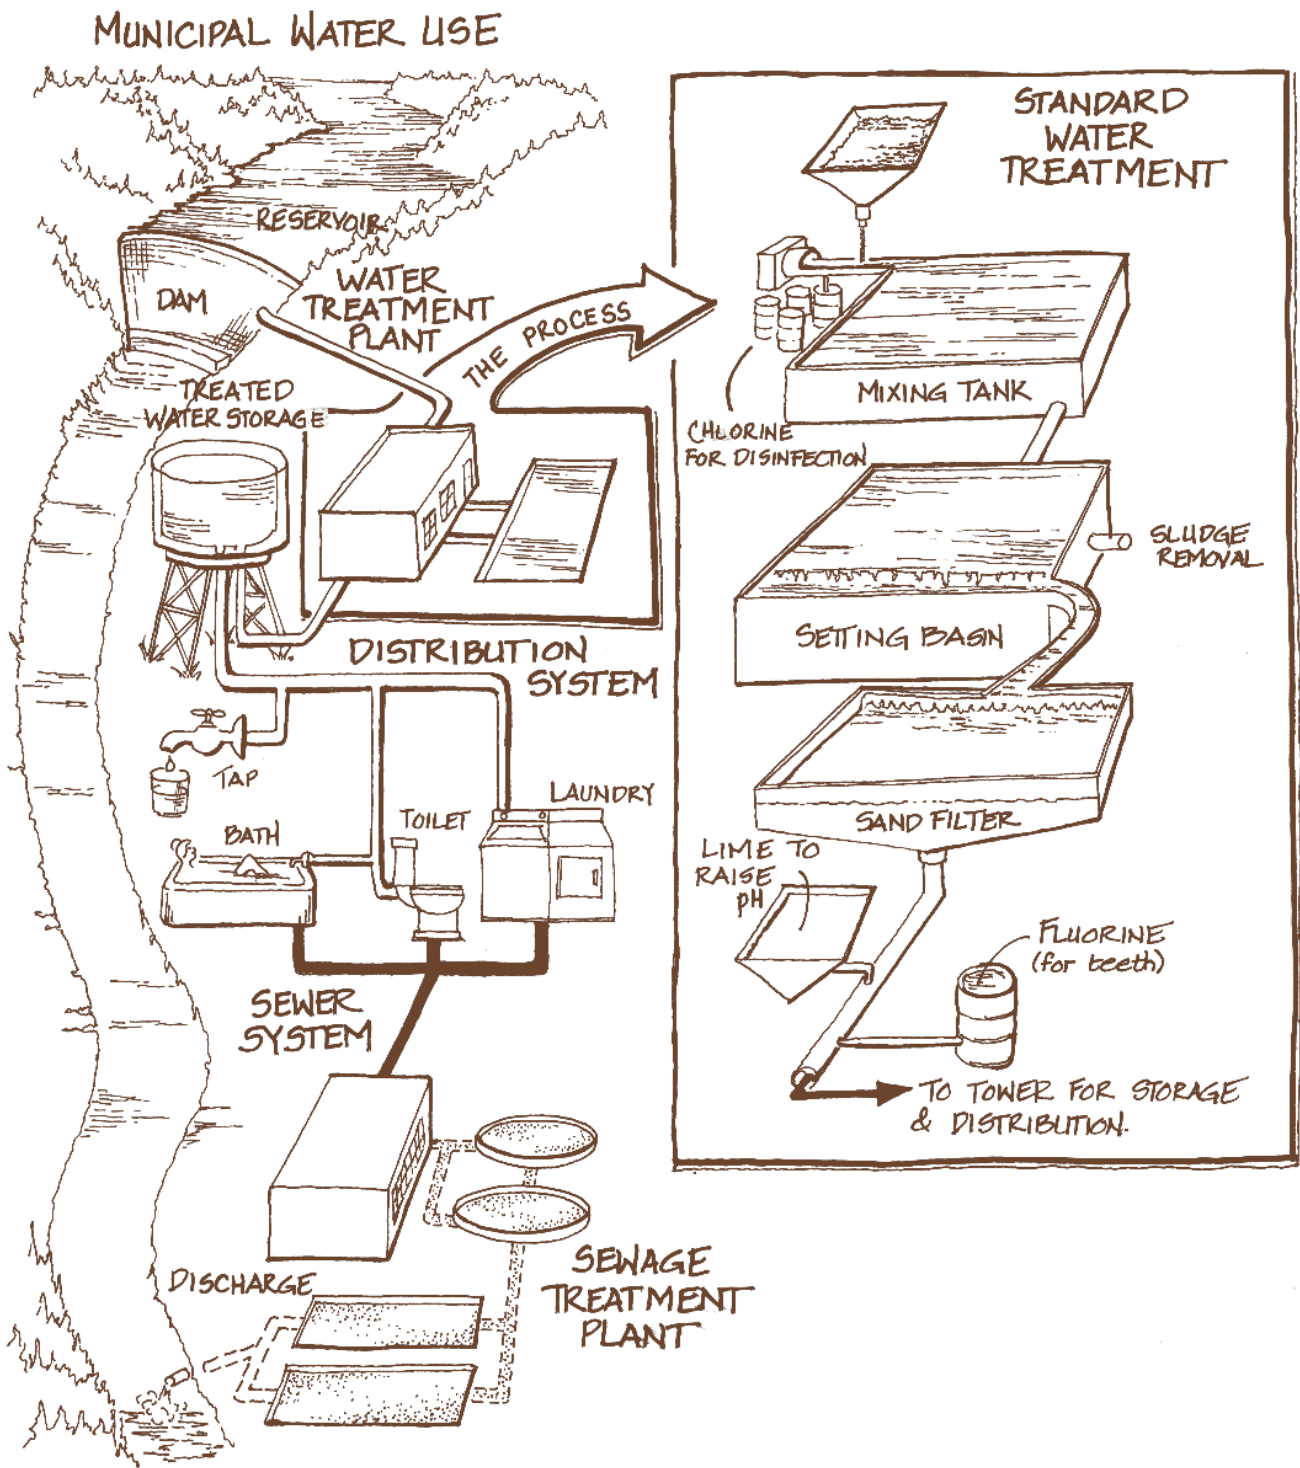 MUNICIPAL WATER USE
RESERVOIR
DAM
WATER
TREATMENT
PLANT
THE PROCESS
TREATED
WATER STORAGE
DISTRIBUTION
SYSTEM
TAP
BATH
TOILET
LAUNDRY
SEWER
SYSTEM
DISCHARGE
SEWAGE
TREATMENT
PLANT
STANDARD
WATER
TREATMENT
MIXING TANK
CHLORINE
FOR DISINFECTION
SLUDGE
REMOVAL
SETTING BASIN
SAND FILTER
LIME TO
RAISE
pH
FLUORINE
(for teeth)
TO TOWER FOR STORAGE
& DISTRIBUTION.